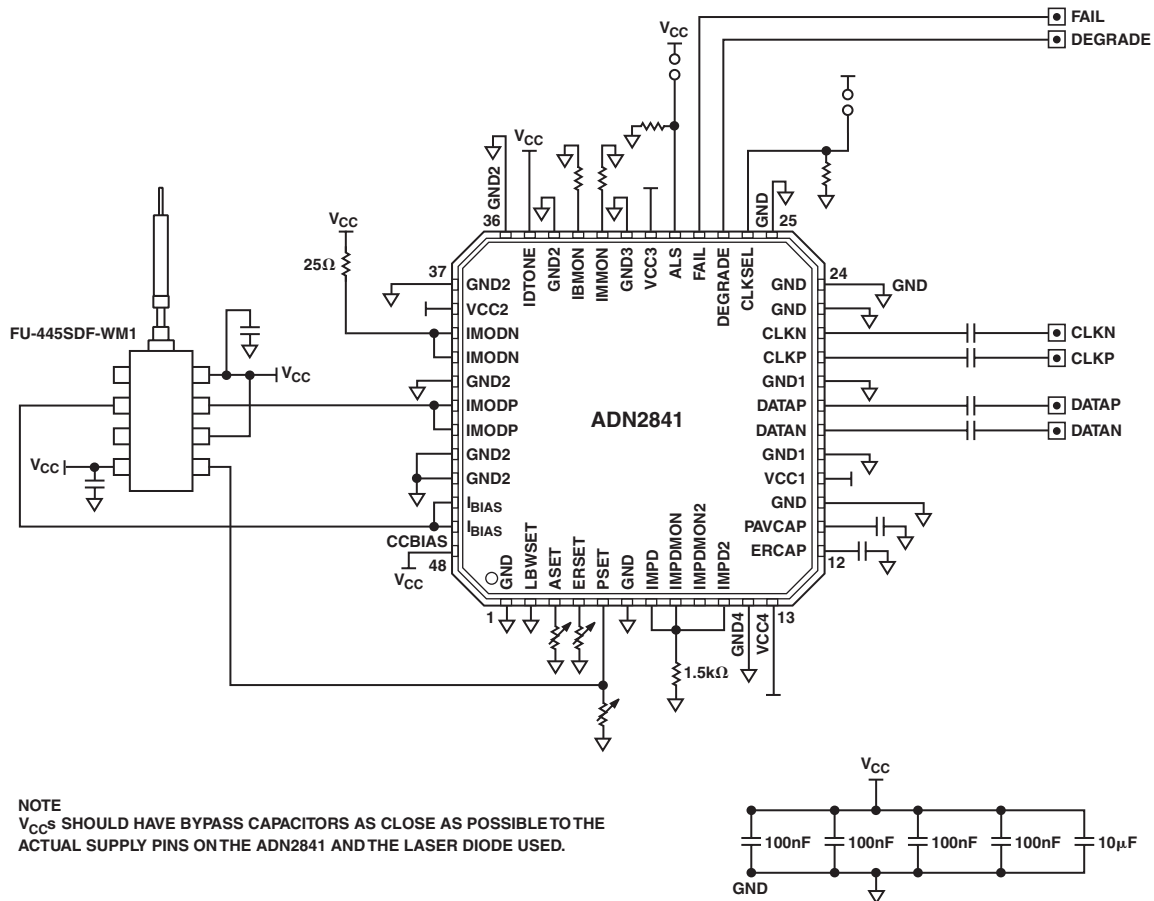 FAIL
DEGRADE
VCC
VCC
GND2
36
GND
25
VCC
25Ω
37
24
GND
FU-445SDF-WM1
VCC
VCC
IDTONE
GND2
IBMON
IMMON
GND3
VCC3
ALS
FAIL
DEGRADE
CLKSEL
GND2
VCC2
IMODN
IMODN
GND2
IMODP
IMODP
GND2
GND2
IBIAS
IBIAS
CCBIAS
VCC
48
ADN2841
GND
GND
CLKN
CLKP
GND1
DATAP
DATAN
GND1
VCC1
GND
PAVCAP
ERCAP
12
CLKN
CLKP
DATAP
DATAN
GND
LBWSET
ASET
ERSET
PSET
GND
IMPD
IMPDMON
IMPDMON2
IMPD2
1
GND4
VCC4
13
1.5kΩ
NOTE
VCCs SHOULD HAVE BYPASS CAPACITORS AS CLOSE AS POSSIBLE TO THE
ACTUAL SUPPLY PINS ON THE ADN2841 AND THE LASER DIODE USED.
VCC
100nF
100nF
100nF
100nF
10μF
GND